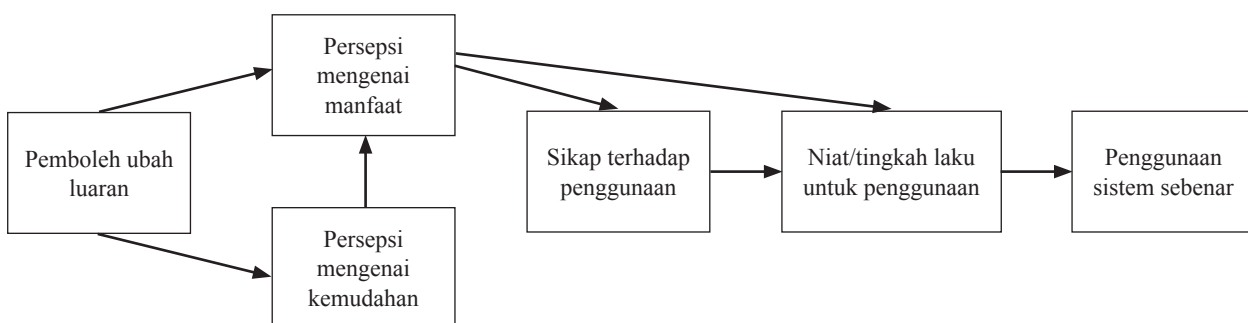 Persepsi
mengenai
manfaat
Pemboleh ubah
luaran
Sikap terhadap
penggunaan
Niat/tingkah laku
untuk penggunaan
Penggunaan
sistem sebenar
Persepsi
mengenai
kemudahan